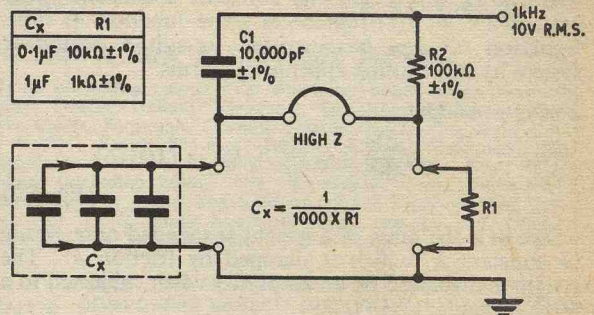 Cx R1
0·1µF 10kΩ±1%
1µF 1kΩ±1%
C1
10,000pF
±1%
1kHz
10V R.M.S.
R2
100kΩ
±1%
HIGH Z
Cx = 1 / 1000 X R1
R1
Cx